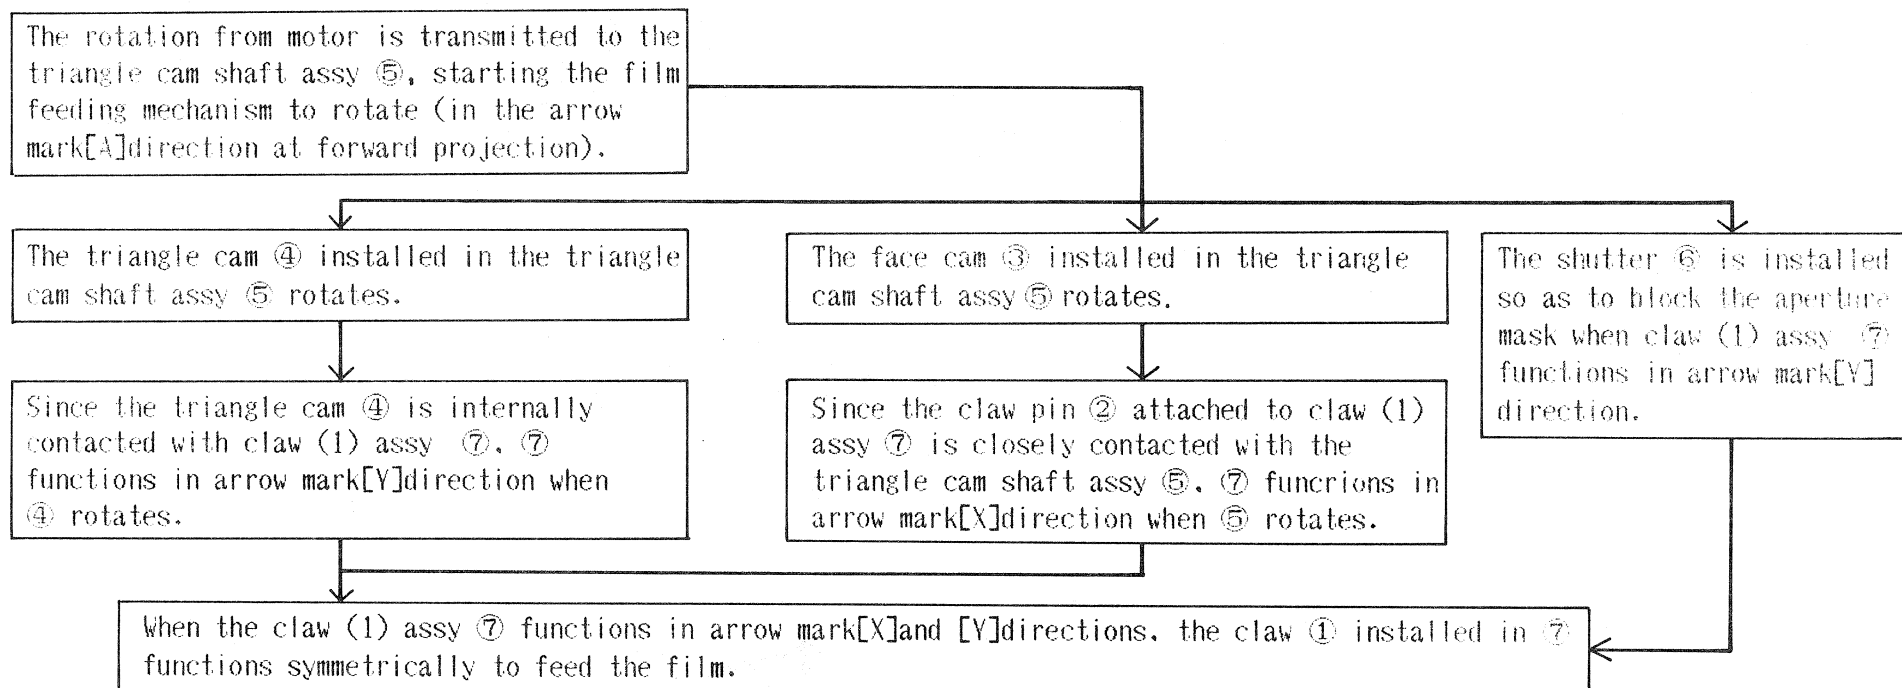 The rotation from motor is transmitted to the
triangle cam shaft assy ⑤, starting the film
feeding mechanism to rotate (in the arrow
mark[A]direction at forward projection).
The triangle cam ④ installed in the triangle
cam shaft assy ⑤ rotates.
The face cam ③ installed in the triangle
cam shaft assy ⑤ rotates.
The shutter ⑥ is installed
so as to block the aperture
mask when claw (1) assy ⑦
functions in arrow mark[Y]
direction.
Since the triangle cam ④ is internally
contacted with claw (1) assy ⑦, ⑦
functions in arrow mark[Y]direction when
④ rotates.
Since the claw pin ② attached to claw (1)
assy ⑦ is closely contacted with the
triangle cam shaft assy ⑤, ⑦ funcrions in
arrow mark[X]direction when ⑤ rotates.
When the claw (1) assy ⑦ functions in arrow mark[X]and [Y]directions, the claw ① installed in ⑦
functions symmetrically to feed the film.